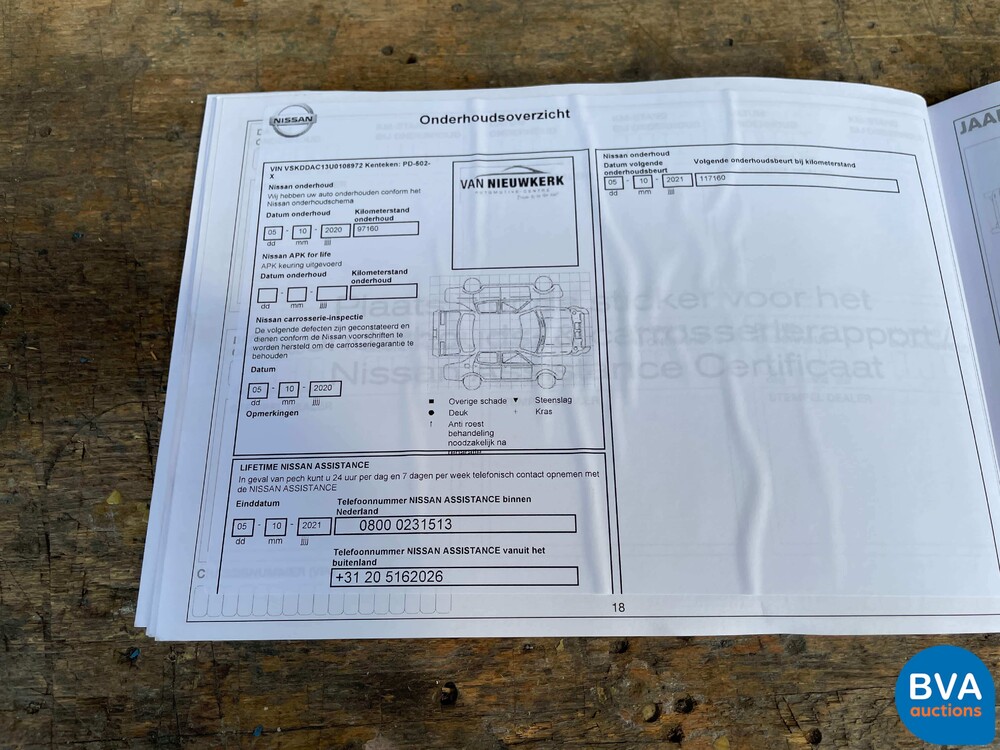 NISSAN
Onderhoudsoverzicht
VIN VSKDDAC13U0108972 Kenteken: PD-502-
X
Nissan onderhoud
Wij hebben uw auto onderhouden conform het
Nissan onderhoudschema
Datum onderhoud
Kilometerstand
onderhoud
05 - 10 - 2020
97160
dd mm jjjj
Nissan APK for life
APK keuring uitgevoerd
Datum onderhoud
Kilometerstand
onderhoud
dd mm jjjj
Nissan carrosserie-inspectie
De volgende defecten zijn geconstateerd en
dienen conform de Nissan voorschriften te
worden hersteld om de carrosseriegarantie te
behouden
Datum
05 - 10 - 2020
dd mm jjjj
Opmerkingen
VAN NIEUWKERK
AUTOMOTIVE CENTRE
Overige schade
Steenslag
Deuk
Kras
Anti roest
behandeling
noodzakelijk na
LIFETIME NISSAN ASSISTANCE
In geval van pech kunt u 24 uur per dag en 7 dagen per week telefonisch contact opnemen met
de NISSAN ASSISTANCE
Einddatum
05 - 10 - 2021
dd mm jjjj
Telefoonnummer NISSAN ASSISTANCE binnen
Nederland
0800 0231513
Telefoonnummer NISSAN ASSISTANCE vanuit het
buitenland
+31 20 5162026
Nissan onderhoud
Datum volgende
onderhoudsbeurt
Volgende onderhoudsbeurt bij kilometerstand
05 - 10 - 2021
117160
dd mm jjjj
18
JAA
BVA
auctions